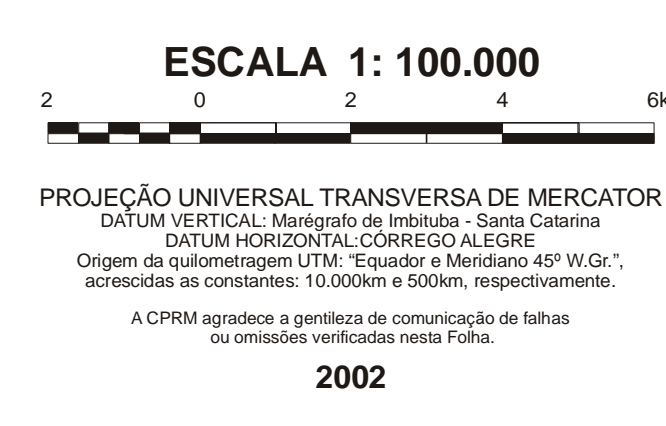 ESCALA 1: 100.000
2 0 2 4 6k
PROJEÇÃO UNIVERSAL TRANSVERSA DE MERCATOR
DATUM VERTICAL: Marégrafo de Imbituba - Santa Catarina
DATUM HORIZONTAL:CÓRREGO ALEGRE
Origem da quilometragem UTM: “Equador e Meridiano 45º W.Gr.”,
acrescidas as constantes: 10.000km e 500km, respectivamente.
A CPRM agradece a gentileza de comunicação de falhas
ou omissões verificadas nesta Folha.
2002